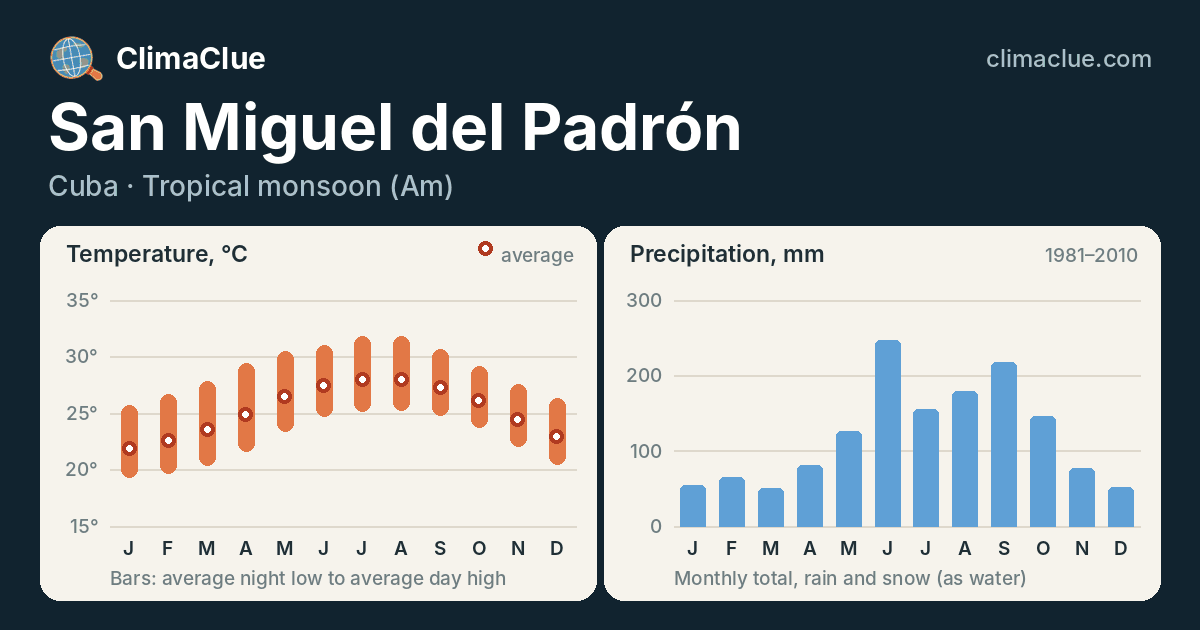 ClimaClue
climaclue.com
San Miguel del Padrón
Cuba · Tropical monsoon (Am)
Temperature, °C
average
35°
30°
25°
20°
15°
J F M A M J J A S O N D
Bars: average night low to average day high
Precipitation, mm
1981–2010
300
200
100
0
J F M A M J J A S O N D
Monthly total, rain and snow (as water)